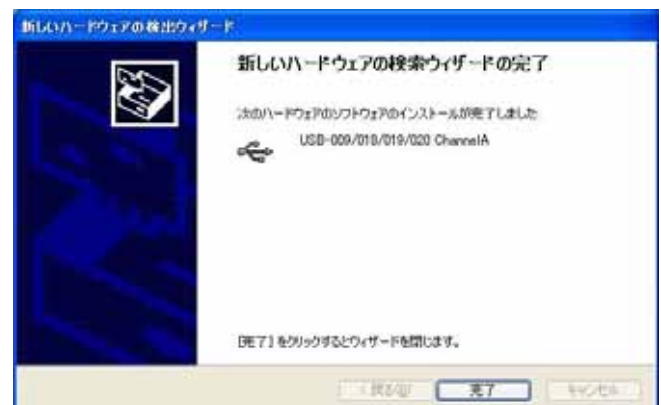 新しいハードウェアの検出ウィザード
新しいハードウェアの検索ウィザードの完了
次のハードウェアのソフトウェアのインストールが完了しました
USB-009/018/019/020 ChannelA
[完了] をクリックするとウィザードを閉じます。
< 戻る(B)
完了
キャンセル